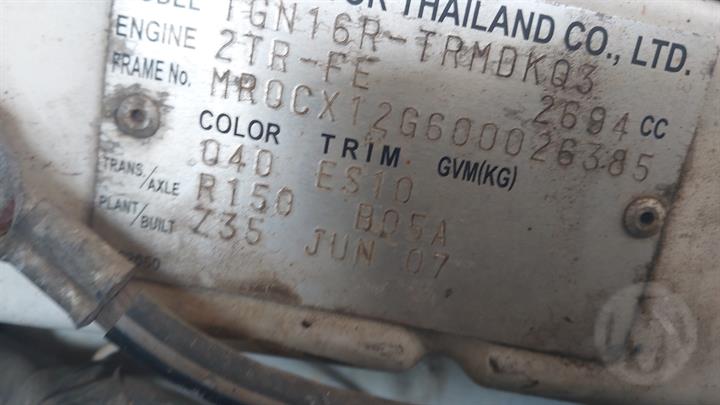 THAILAND CO., LTD.
MODEL TGN16R-TRMDKQ3
ENGINE 2TR-FE 2694 CC
FRAME No. MR0CX12G600026385
COLOR TRIM GVM(KG)
040 ES10
TRANS./AXLE R150 B05A
PLANT/BUILT Z35 JUN 07